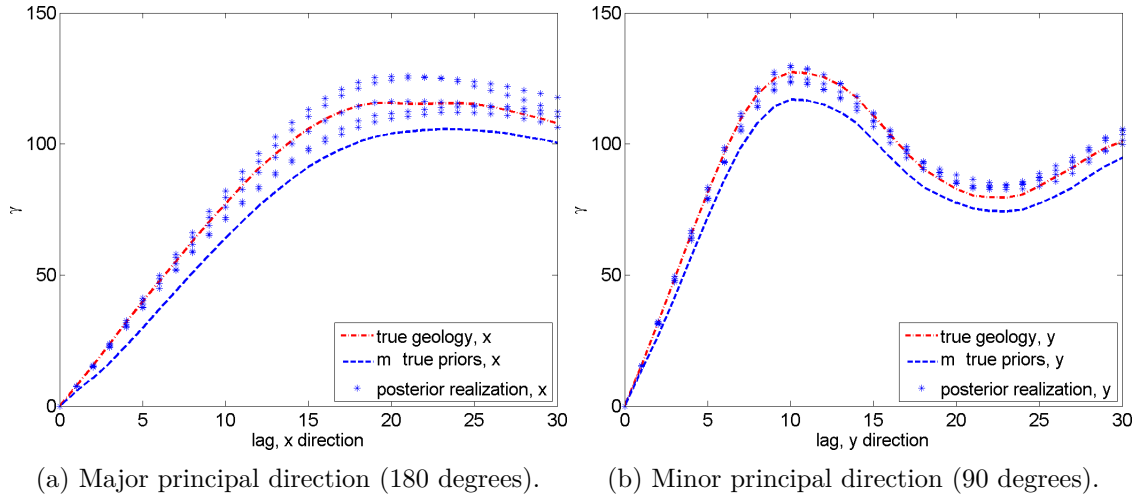 150
100
50
0
γ
0 5 10 15 20 25 30
lag, x direction
true geology, x
m true priors, x
posterior realization, x
150
100
50
0
γ
0 5 10 15 20 25 30
lag, y direction
true geology, y
m true priors, y
posterior realization, y
(a) Major principal direction (180 degrees).
(b) Minor principal direction (90 degrees).